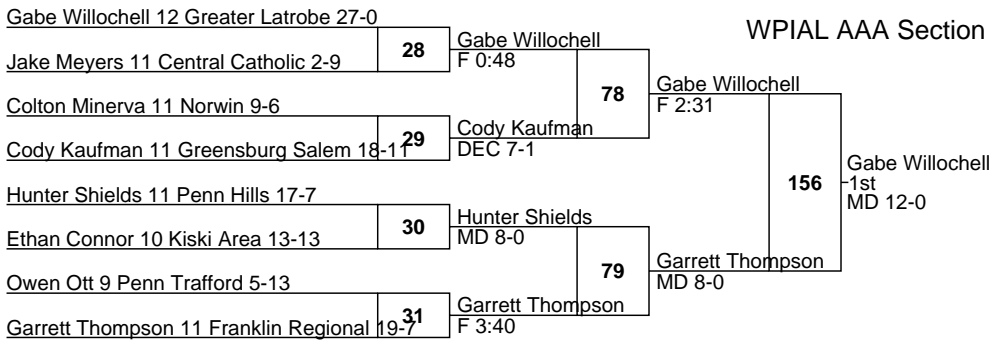 Gabe Willochell 12 Greater Latrobe 27-0
WPIAL AAA Section
28
Gabe Willochell
F 0:48
Jake Meyers 11 Central Catholic 2-9
78
Gabe Willochell
F 2:31
Colton Minerva 11 Norwin 9-6
29
Cody Kaufman
DEC 7-1
Cody Kaufman 11 Greensburg Salem 18-11
156
Gabe Willochell
1st
MD 12-0
Hunter Shields 11 Penn Hills 17-7
30
Hunter Shields
MD 8-0
Ethan Connor 10 Kiski Area 13-13
79
Garrett Thompson
MD 8-0
Owen Ott 9 Penn Trafford 5-13
31
Garrett Thompson
F 3:40
Garrett Thompson 11 Franklin Regional 19-7